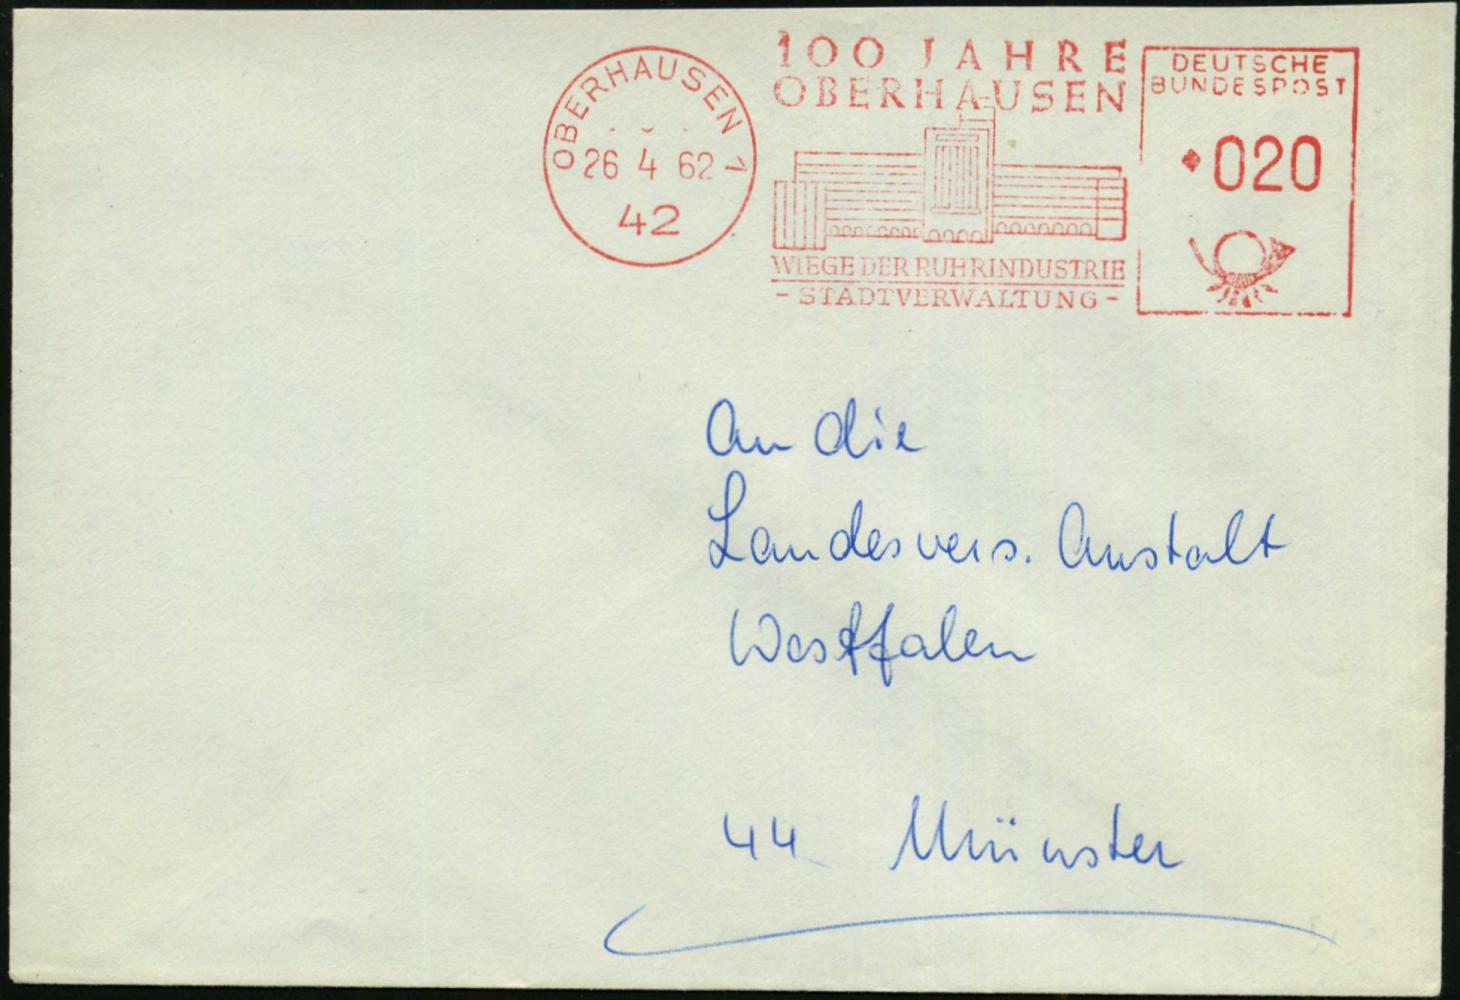 OBERHAUSEN 1
26 4 62
42
100 JAHRE
OBERHAUSEN
WIEGE DER RUHRINDUSTRIE
- STADTVERWALTUNG -
DEUTSCHE
BUNDESPOST
020
An die
Landesvers. Anstalt
Westfalen
44 Münster